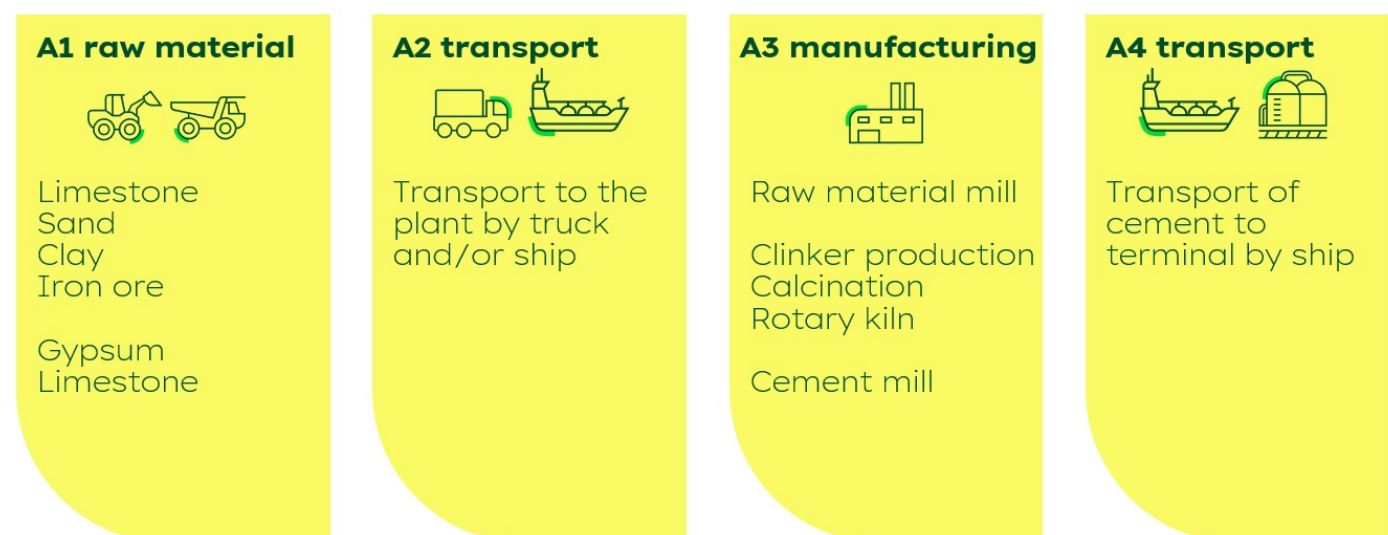 A1 raw material
Limestone
Sand
Clay
Iron ore
Gypsum
Limestone
A2 transport
Transport to the
plant by truck
and/or ship
A3 manufacturing
Raw material mill
Clinker production
Calcination
Rotary kiln
Cement mill
A4 transport
Transport of
cement to
terminal by ship